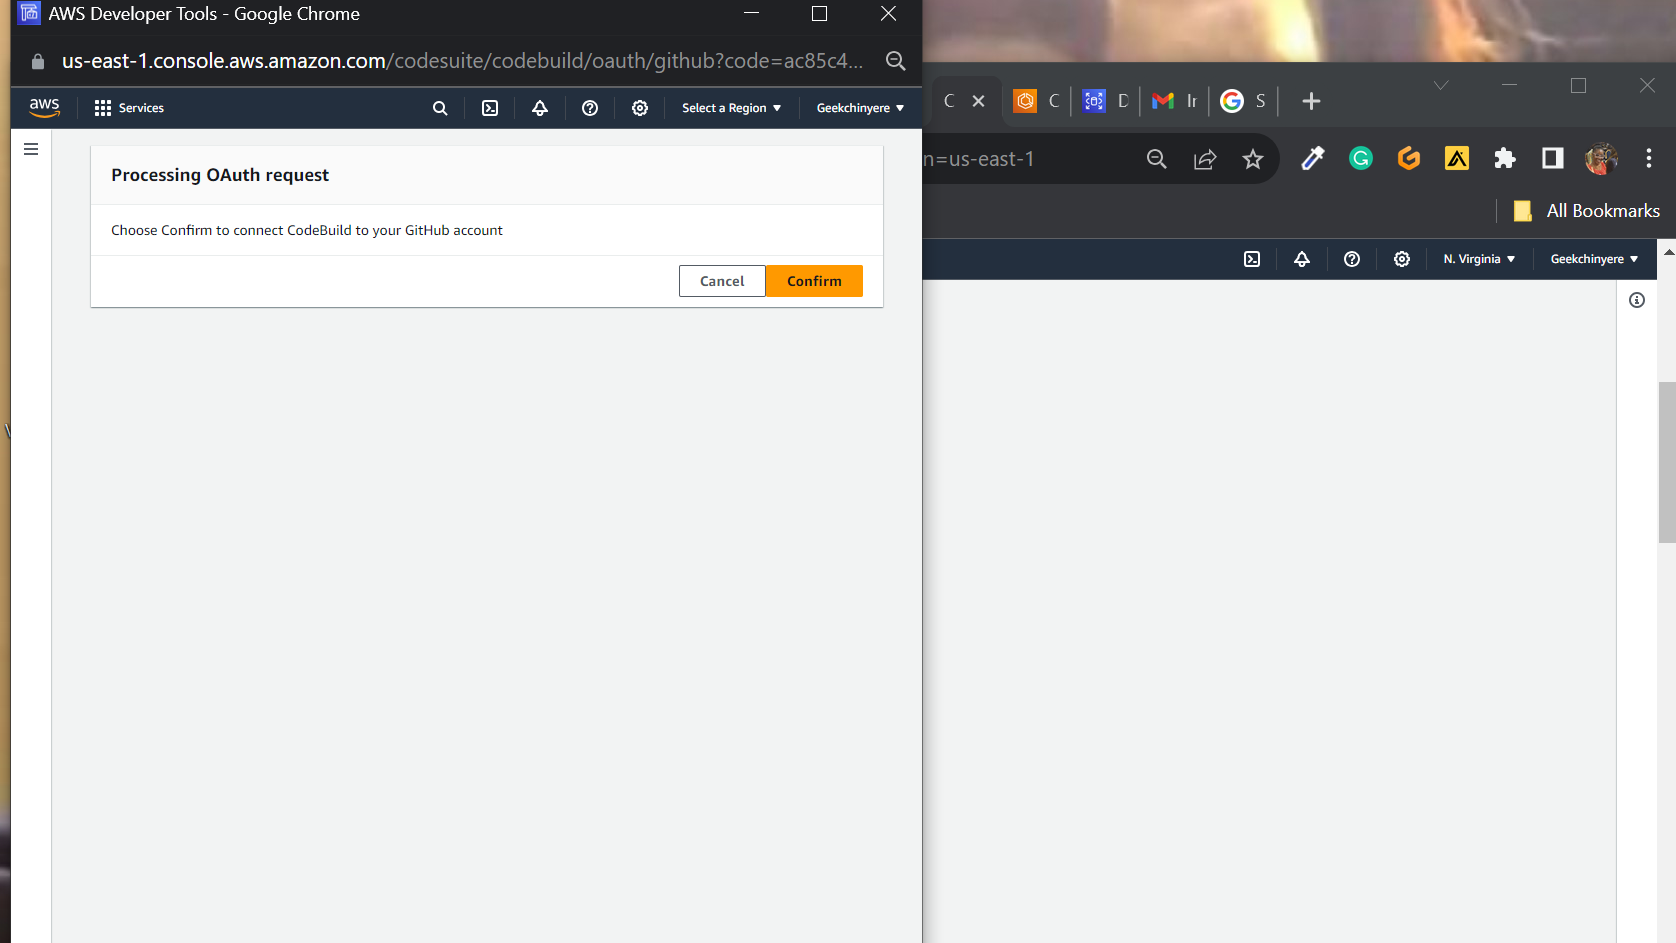 AWS Developer Tools - Google Chrome
us-east-1.console.aws.amazon.com/codesuite/codebuild/oauth/github?code=ac85c4...
aws
Services
Select a Region
Geekchinyere
Processing OAuth request
Choose Confirm to connect CodeBuild to your GitHub account
Cancel
Confirm
C
C
D
Ir
S
n=us-east-1
All Bookmarks
N. Virginia
Geekchinyere